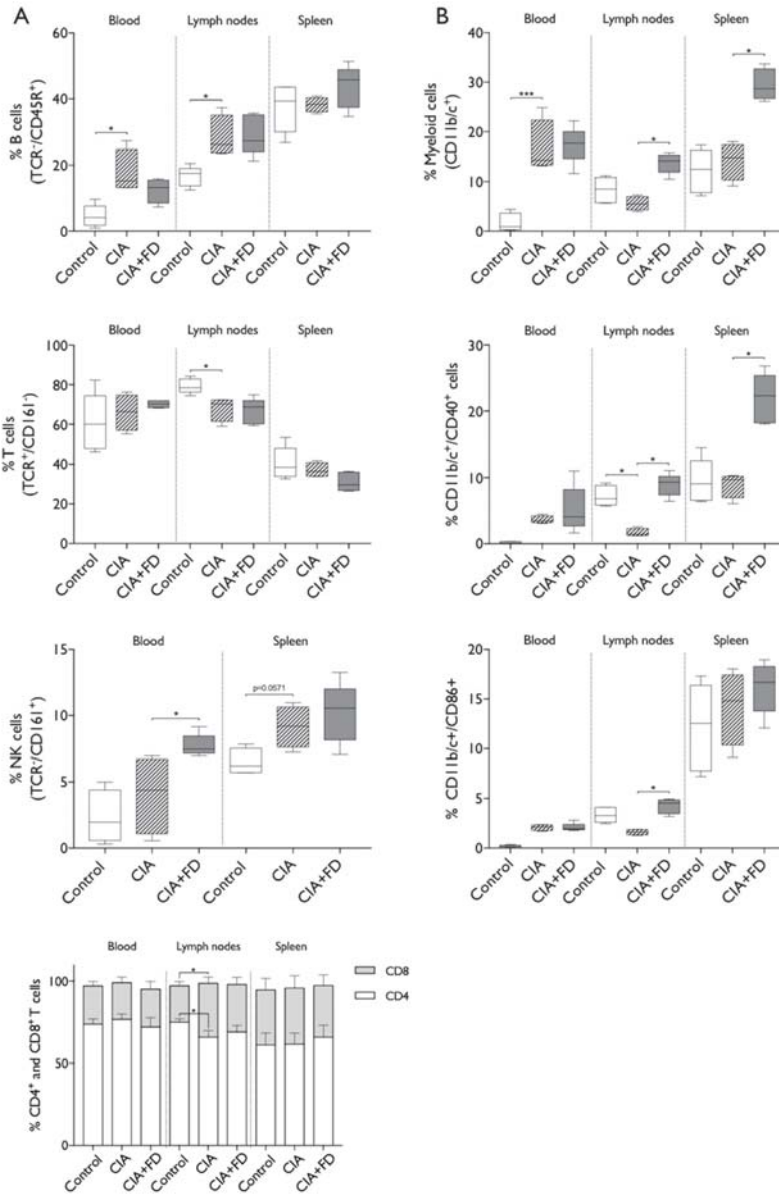 A
Blood Lymph nodes Spleen
% B cells
(TCR⁻/CD45R⁺)
60
40
20
0
* *
Control CIA CIA+FD Control CIA CIA+FD Control CIA CIA+FD
Blood Lymph nodes Spleen
% T cells
(TCR⁺/CD161⁻)
100
80
60
40
20
0
*
Control CIA CIA+FD Control CIA CIA+FD Control CIA CIA+FD
Blood Spleen
% NK cells
(TCR⁻/CD161⁺)
15
10
5
0
* p=0.0571
Control CIA CIA+FD Control CIA CIA+FD
Blood Lymph nodes Spleen
% CD4⁺ and CD8⁺ T cells
100
50
0
*
*
CD8
CD4
Control CIA CIA+FD Control CIA CIA+FD Control CIA CIA+FD
B
Blood Lymph nodes Spleen
% Myeloid cells
(CD11b/c⁺)
40
30
20
10
0
*** * *
Control CIA CIA+FD Control CIA CIA+FD Control CIA CIA+FD
Blood Lymph nodes Spleen
% CD11b/c⁺/CD40⁺ cells
30
20
10
0
* * *
Control CIA CIA+FD Control CIA CIA+FD Control CIA CIA+FD
Blood Lymph nodes Spleen
% CD11b/c+/CD86+
20
15
10
5
0
*
Control CIA CIA+FD Control CIA CIA+FD Control CIA CIA+FD